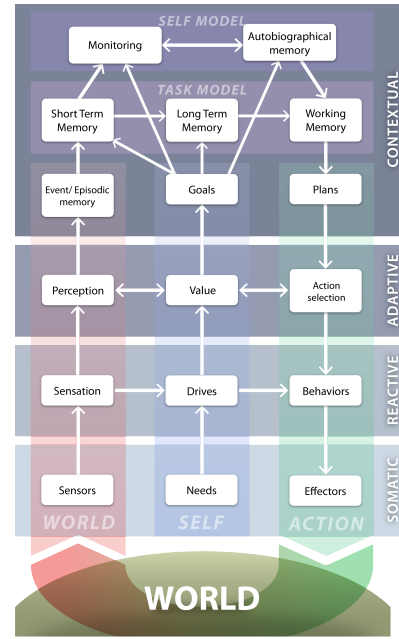 SELF MODEL
Monitoring
Autobiographical
memory
TASK MODEL
Short Term
Memory
Long Term
Memory
Working
Memory
CONTEXTUAL
Event/ Episodic
memory
Goals
Plans
Perception
Value
Action
selection
ADAPTIVE
Sensation
Drives
Behaviors
REACTIVE
Sensors
Needs
Effectors
SOMATIC
WORLD
SELF
ACTION
WORLD